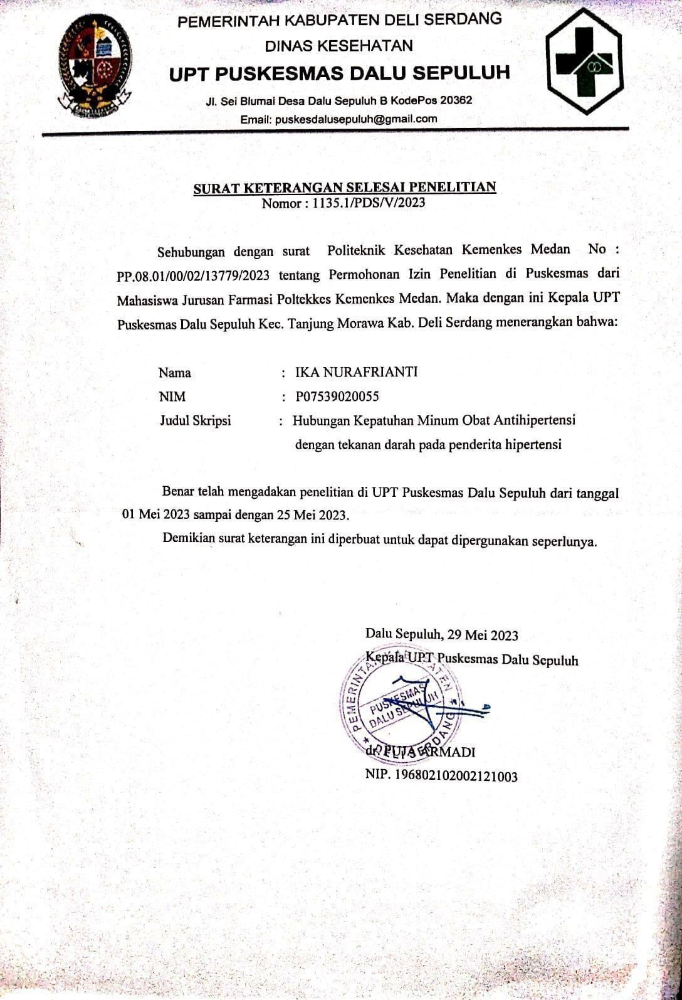 PEMERINTAH KABUPATEN DELI SERDANG
DINAS KESEHATAN
UPT PUSKESMAS DALU SEPULUH
Jl. Sei Blumai Desa Dalu Sepuluh B KodePos 20362
Email: puskesdalusepuluh@gmail.com
SURAT KETERANGAN SELESAI PENELITIAN
Nomor : 1135.1/PDS/V/2023
Sehubungan dengan surat Politeknik Kesehatan Kemenkes Medan No :
PP.08.01/00/02/13779/2023 tentang Permohonan Izin Penelitian di Puskesmas dari
Mahasiswa Jurusan Farmasi Poltekkes Kemenkes Medan. Maka dengan ini Kepala UPT
Puskesmas Dalu Sepuluh Kec. Tanjung Morawa Kab. Deli Serdang menerangkan bahwa:
Nama : IKA NURAFRIANTI
NIM : P07539020055
Judul Skripsi : Hubungan Kepatuhan Minum Obat Antihipertensi
dengan tekanan darah pada penderita hipertensi
Benar telah mengadakan penelitian di UPT Puskesmas Dalu Sepuluh dari tanggal
01 Mei 2023 sampai dengan 25 Mei 2023.
Demikian surat keterangan ini diperbuat untuk dapat dipergunakan seperlunya.
Dalu Sepuluh, 29 Mei 2023
Kepala UPT Puskesmas Dalu Sepuluh
PUSKESMAS
DALU SEPULUH
dr. PUJA ARMADI
NIP. 196802102002121003